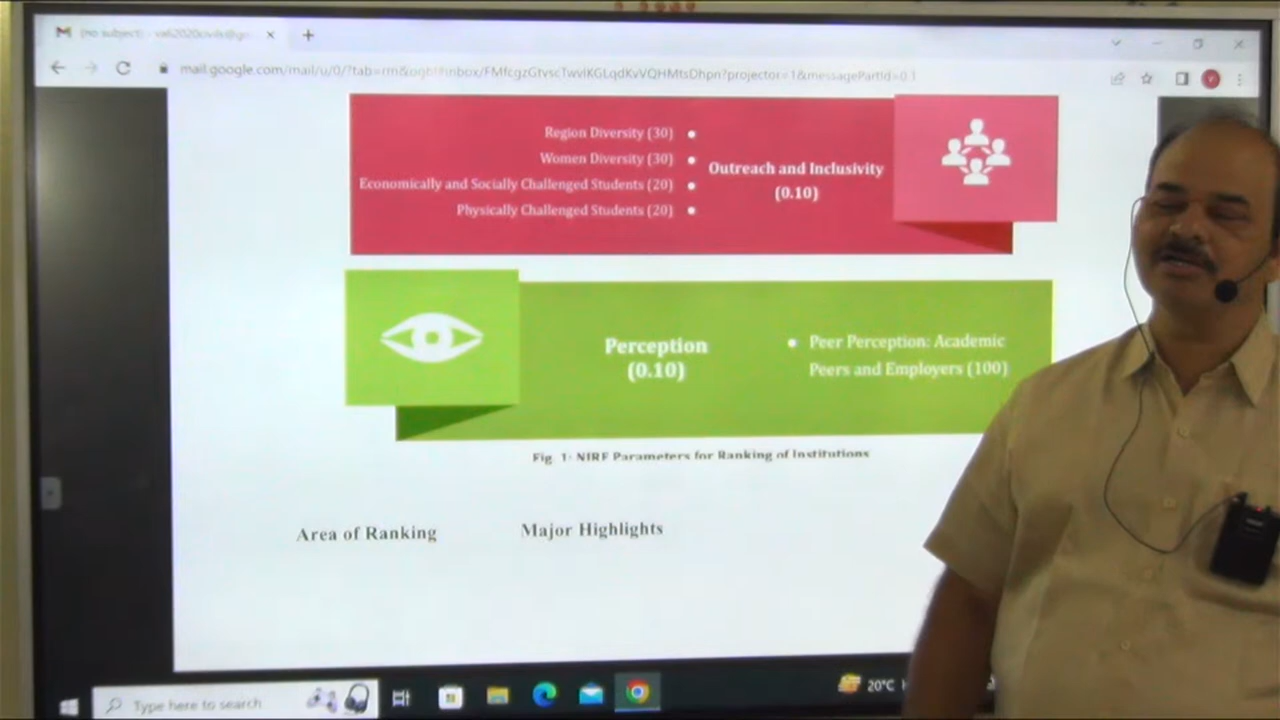 (no subject) - vali2020civils@g
mail.google.com/mail/u/0/?tab=rm&ogbl#inbox/FMfcgzGtvscTwvlKGLqdKvVQHMtsDhpn?projector=1&messagePartId=0.1
Region Diversity (30)
Women Diversity (30)
Economically and Socially Challenged Students (20)
Physically Challenged Students (20)
Outreach and Inclusivity
(0.10)
Perception
(0.10)
Peer Perception: Academic
Peers and Employers (100)
Fig. 1: NIRF Parameters for Ranking of Institutions
Area of Ranking
Major Highlights
Type here to search
20°C